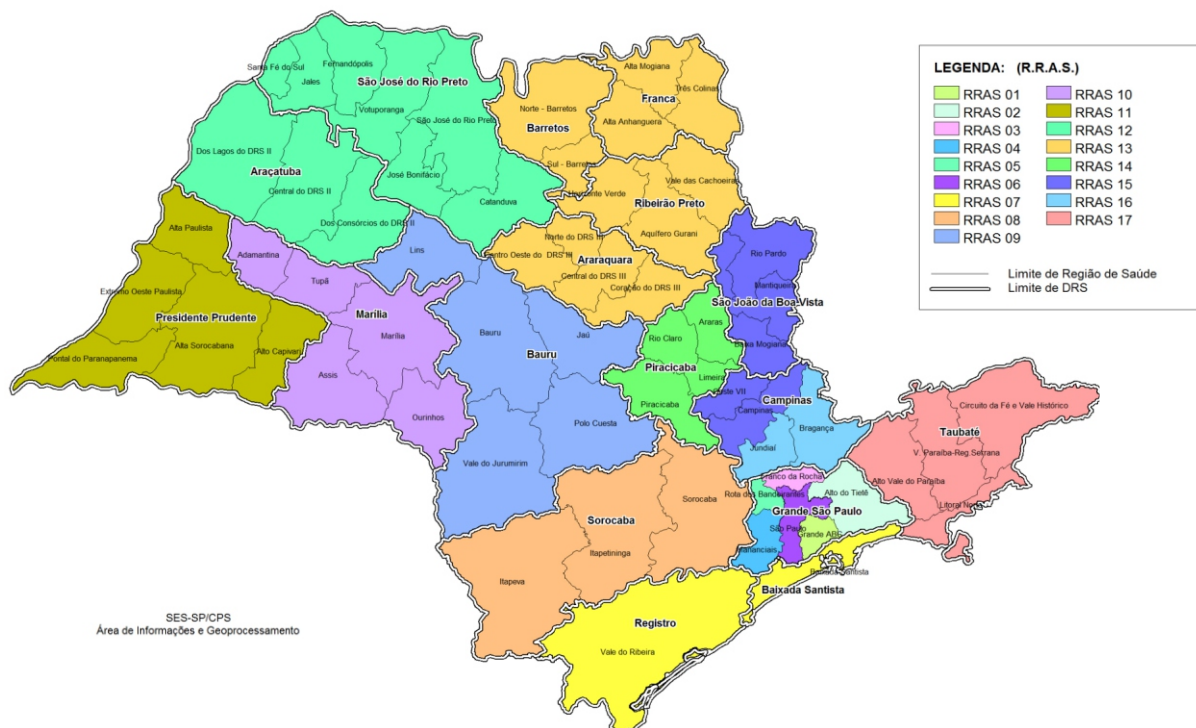 Santa Fé do Sul
Fernandópolis
Jales
São José do Rio Preto
Votuporanga
São José do Rio Preto
Dos Lagos do DRS II
Araçatuba
Central do DRS II
José Bonifácio
Catanduva
Dos Consórcios do DRS II
Norte - Barretos
Barretos
Sul - Barretos
Alta Mogiana
Três Colinas
Franca
Alta Anhanguera
Horizonte Verde
Vale das Cachoeiras
Ribeirão Preto
Aquífero Gurani
Norte do DRS III
Centro Oeste do DRS III
Araraquara
Central do DRS III
Coração do DRS III
Alta Paulista
Extremo Oeste Paulista
Presidente Prudente
Alta Sorocabana
Alto Capivari
Pontal do Paranapanema
Adamantina
Tupã
Marília
Marília
Assis
Ourinhos
Lins
Bauru
Jaú
Bauru
Polo Cuesta
Vale do Jurumirim
Rio Pardo
Mantiqueira
São João da Boa-Vista
Baixa Mogiana
Araras
Rio Claro
Piracicaba
Limeira
Piracicaba
Oeste VII
Campinas
Campinas
Bragança
Jundiaí
Circuito da Fé e Vale Histórico
Taubaté
V. Paraíba-Reg.Serrana
Alto Vale do Paraíba
Litoral Norte
Franco da Rocha
Rota dos Bandeirantes
Alto do Tietê
Grande São Paulo
São Paulo
Grande ABC
Mananciais
Sorocaba
Sorocaba
Itapetininga
Itapeva
Baixada Santista
Baixada Santista
Registro
Vale do Ribeira
SES-SP/CPS
Área de Informações e Geoprocessamento
LEGENDA: (R.R.A.S.)
RRAS 01
RRAS 02
RRAS 03
RRAS 04
RRAS 05
RRAS 06
RRAS 07
RRAS 08
RRAS 09
RRAS 10
RRAS 11
RRAS 12
RRAS 13
RRAS 14
RRAS 15
RRAS 16
RRAS 17
Limite de Região de Saúde
Limite de DRS